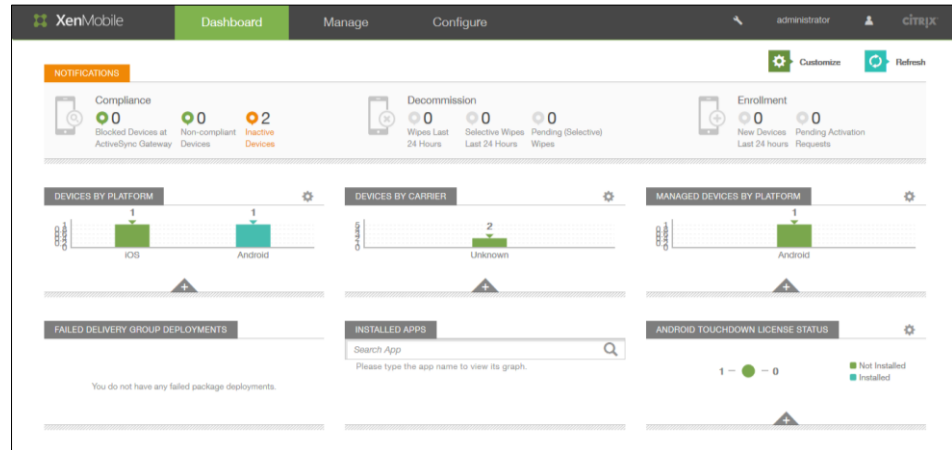 XenMobile Dashboard Manage Configure administrator CİTRIX
Customize Refresh
NOTIFICATIONS
Compliance
0 0 2
Blocked Devices at Non-compliant Inactive
ActiveSync Gateway Devices Devices
Decommission
0 0 0
Wipes Last Selective Wipes Pending (Selective)
24 Hours Last 24 Hours Wipes
Enrollment
0 0
New Devices Pending Activation
Last 24 hours Requests
DEVICES BY PLATFORM
1 1
iOS Android
DEVICES BY CARRIER
2
Unknown
MANAGED DEVICES BY PLATFORM
1
Android
FAILED DELIVERY GROUP DEPLOYMENTS
You do not have any failed package deployments.
INSTALLED APPS
Search App
Please type the app name to view its graph.
ANDROID TOUCHDOWN LICENSE STATUS
1 – – 0
Not Installed
Installed